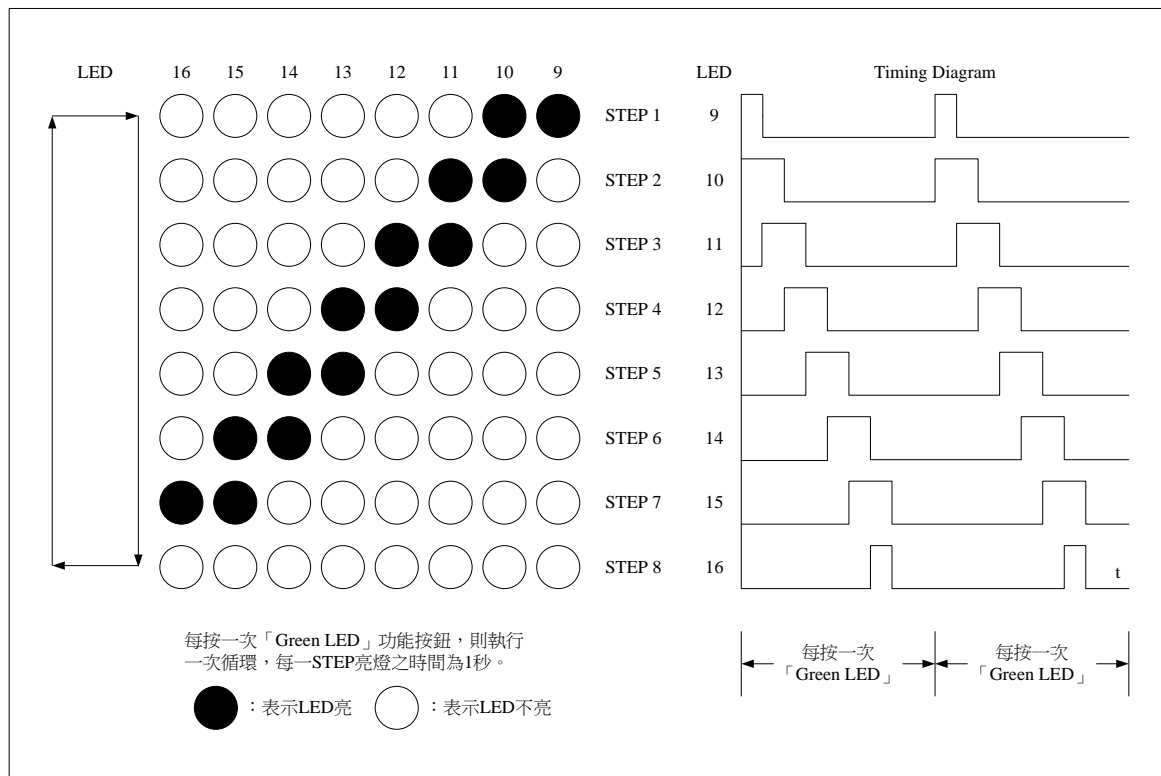 LED 16 15 14 13 12 11 10 9
STEP 1
STEP 2
STEP 3
STEP 4
STEP 5
STEP 6
STEP 7
STEP 8
每按一次「Green LED」功能按鈕，則執行
一次循環，每一STEP亮燈之時間為1秒。
：表示LED亮
：表示LED不亮
LED Timing Diagram
9
10
11
12
13
14
15
16
t
每按一次
「Green LED」
每按一次
「Green LED」